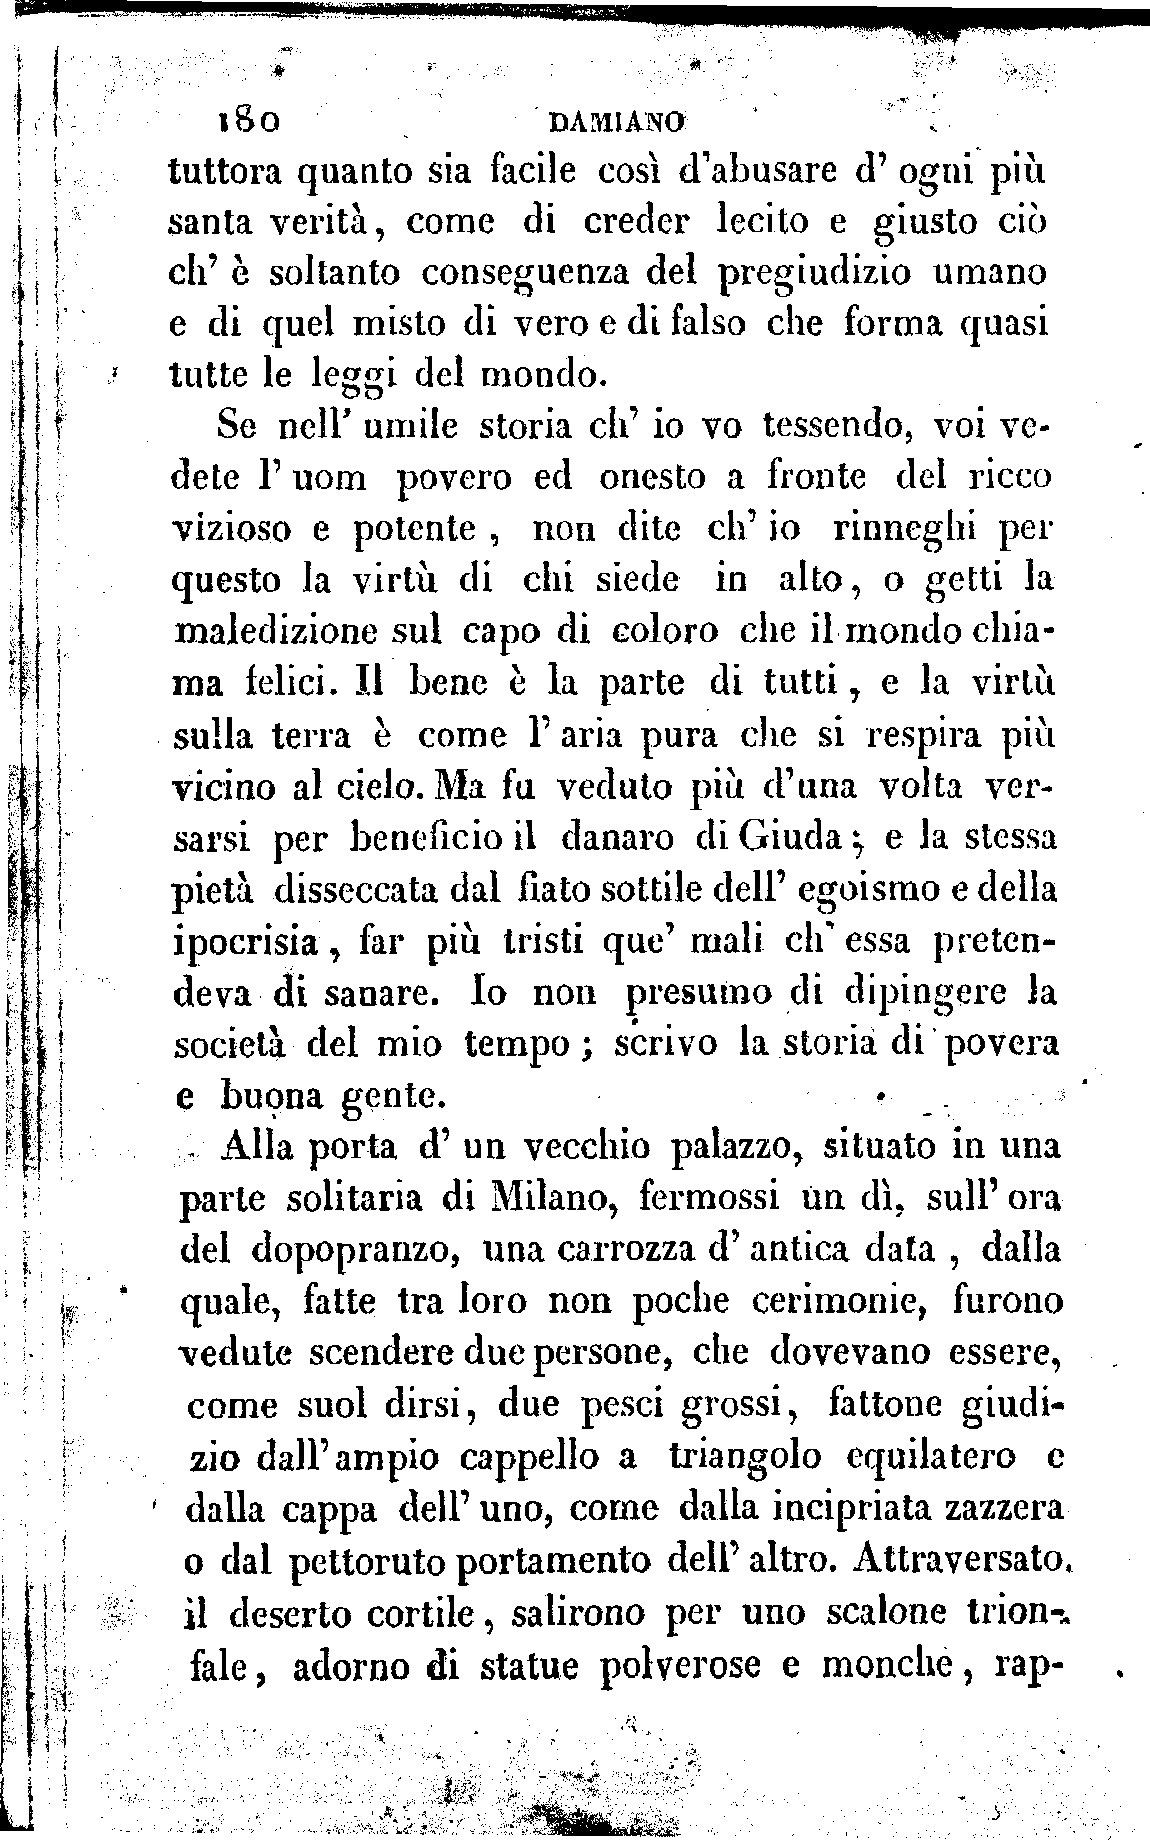 180 DAMIANO
tuttora quanto sia facile così d'abusare d' ogni più
santa verità, come di creder lecito e giusto ciò
ch' è soltanto conseguenza del pregiudizio umano
e di quel misto di vero e di falso che forma quasi
tutte le leggi del mondo.
Se nell' umile storia ch' io vo tessendo, voi ve-
dete l' uom povero ed onesto a fronte del ricco
vizioso e potente, non dite ch' io rinneghi per
questo la virtù di chi siede in alto, o getti la
maledizione sul capo di coloro che il mondo chia-
ma felici. Il bene è la parte di tutti, e la virtù
sulla terra è come l' aria pura che si respira più
vicino al cielo. Ma fu veduto più d'una volta ver-
sarsi per beneficio il danaro di Giuda; e la stessa
pietà disseccata dal fiato sottile dell' egoismo e della
ipocrisia, far più tristi que' mali ch' essa preten-
deva di sanare. Io non presumo di dipingere la
società del mio tempo; scrivo la storia di povera
e buona gente.
Alla porta d' un vecchio palazzo, situato in una
parte solitaria di Milano, fermossi un dì, sull' ora
del dopopranzo, una carrozza d' antica data, dalla
quale, fatte tra loro non poche cerimonie, furono
vedute scendere due persone, che dovevano essere,
come suol dirsi, due pesci grossi, fattone giudi-
zio dall' ampio cappello a triangolo equilatero e
dalla cappa dell' uno, come dalla incipriata zazzera
o dal pettoruto portamento dell' altro. Attraversato
il deserto cortile, salirono per uno scalone trion-
fale, adorno di statue polverose e monche, rap-